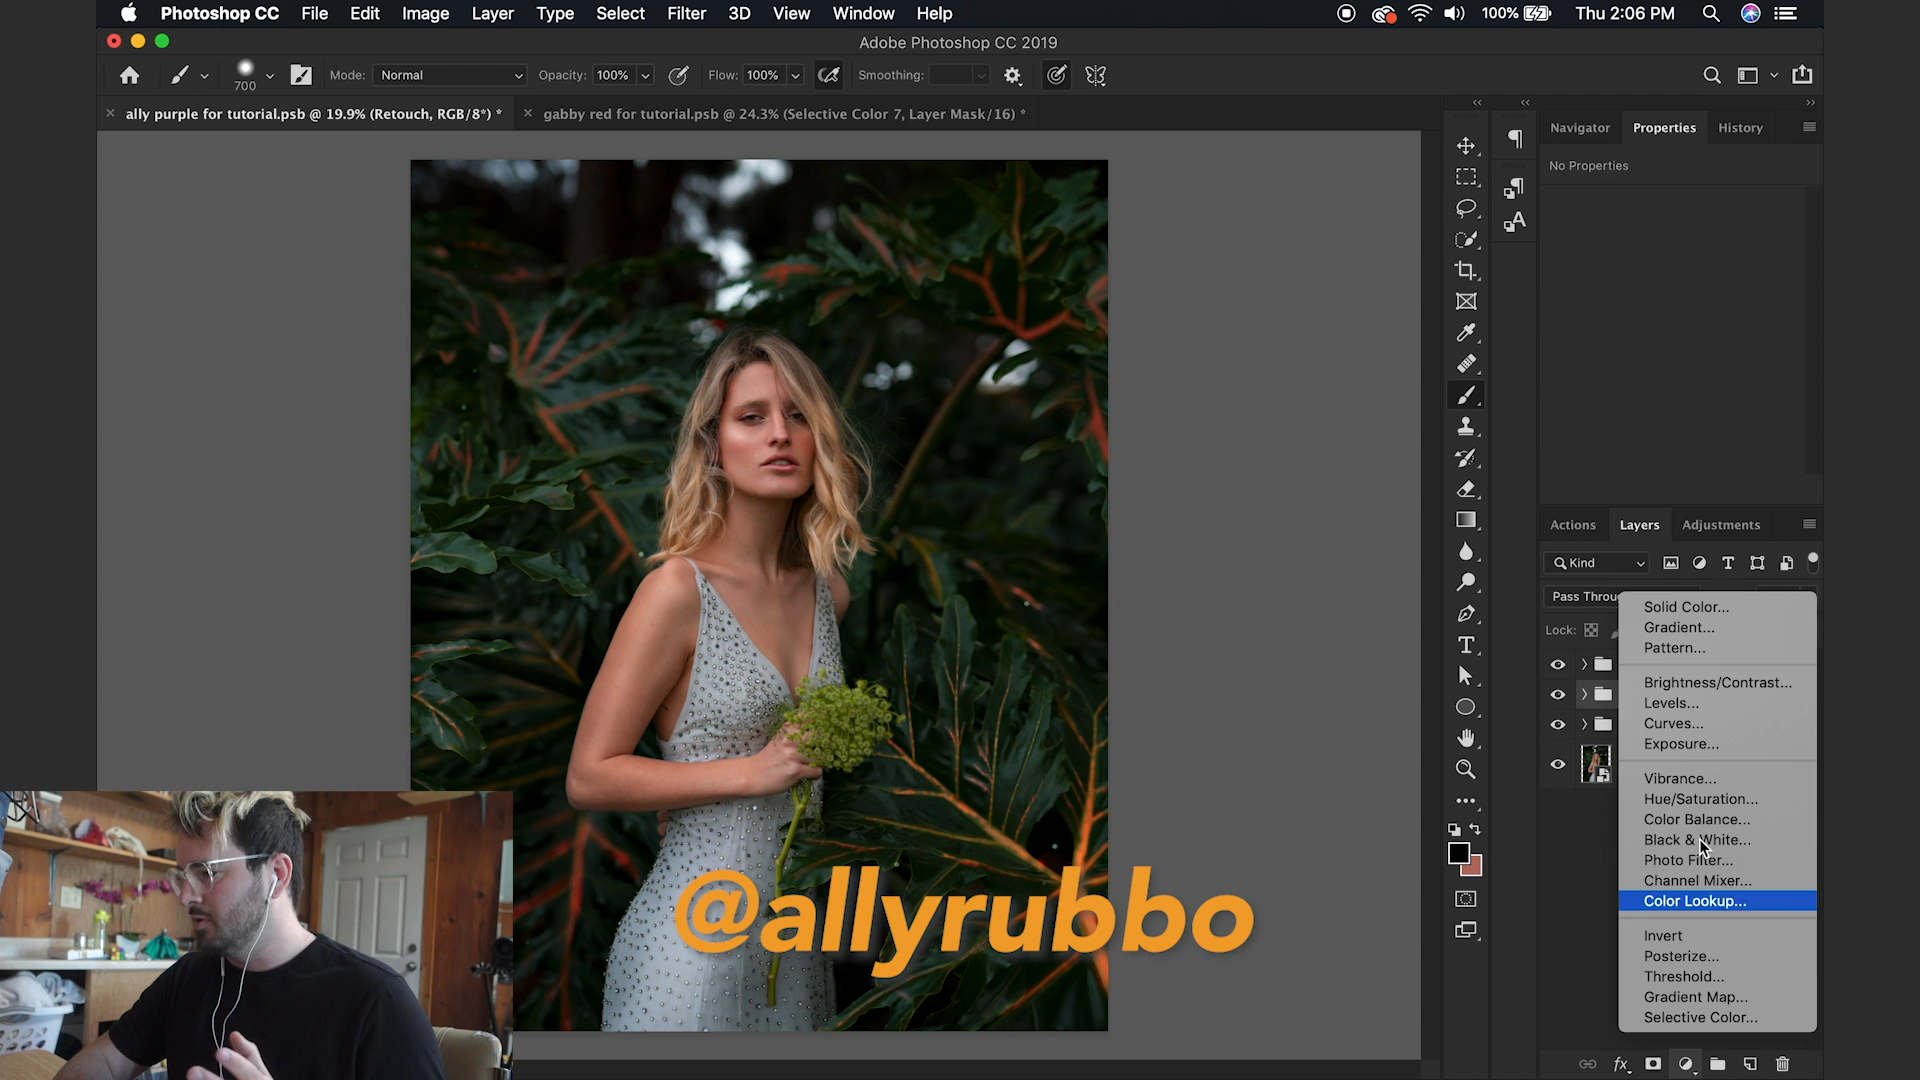 Photoshop CC File Edit Image Layer Type Select Filter 3D View Window Help 100% Thu 2:06 PM
Adobe Photoshop CC 2019
700 Mode: Normal Opacity: 100% Flow: 100% Smoothing:
ally purple for tutorial.psb @ 19.9% (Retouch, RGB/8*) * gabby red for tutorial.psb @ 24.3% (Selective Color 7, Layer Mask/16) *
Navigator Properties History
No Properties
Actions Layers Adjustments
Kind
Pass Throu
Lock:
Solid Color...
Gradient...
Pattern...
Brightness/Contrast...
Levels...
Curves...
Exposure...
Vibrance...
Hue/Saturation...
Color Balance...
Black & White...
Photo Filter...
Channel Mixer...
Color Lookup...
Invert
Posterize...
Threshold...
Gradient Map...
Selective Color...
@allyrubbo
fx